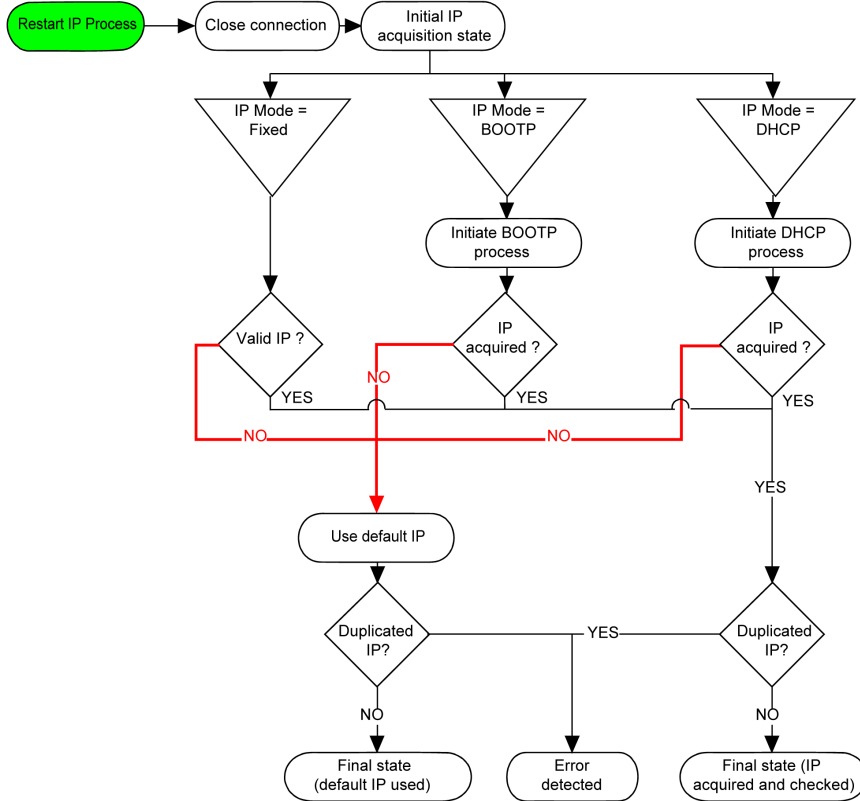 Restart IP Process
Close connection
Initial IP
acquisition state
IP Mode =
Fixed
IP Mode =
BOOTP
IP Mode =
DHCP
Initiate BOOTP
process
Initiate DHCP
process
Valid IP ?
IP
acquired ?
IP
acquired ?
NO
YES
YES
YES
NO
NO
YES
Use default IP
Duplicated
IP?
YES
Duplicated
IP?
NO
NO
Final state
(default IP used)
Error
detected
Final state (IP
acquired and checked)